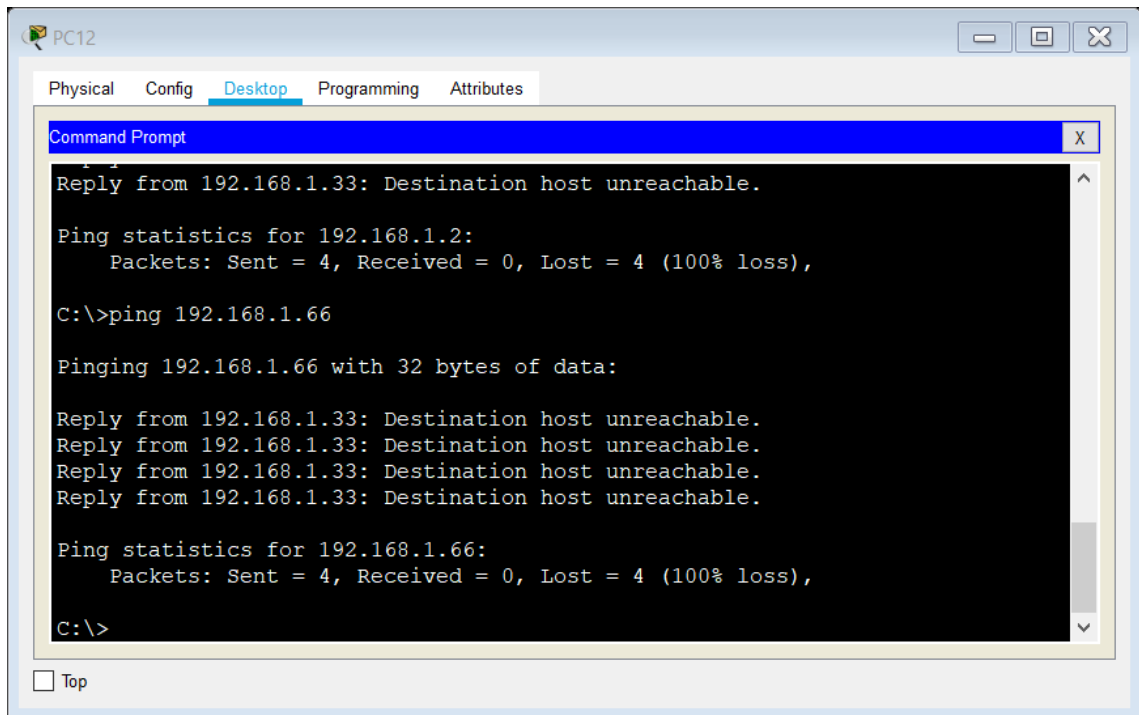 PC12
Physical Config Desktop Programming Attributes
Command Prompt
X
Reply from 192.168.1.33: Destination host unreachable.
Ping statistics for 192.168.1.2:
Packets: Sent = 4, Received = 0, Lost = 4 (100% loss),
C:\>ping 192.168.1.66
Pinging 192.168.1.66 with 32 bytes of data:
Reply from 192.168.1.33: Destination host unreachable.
Reply from 192.168.1.33: Destination host unreachable.
Reply from 192.168.1.33: Destination host unreachable.
Reply from 192.168.1.33: Destination host unreachable.
Ping statistics for 192.168.1.66:
Packets: Sent = 4, Received = 0, Lost = 4 (100% loss),
C:\>
Top